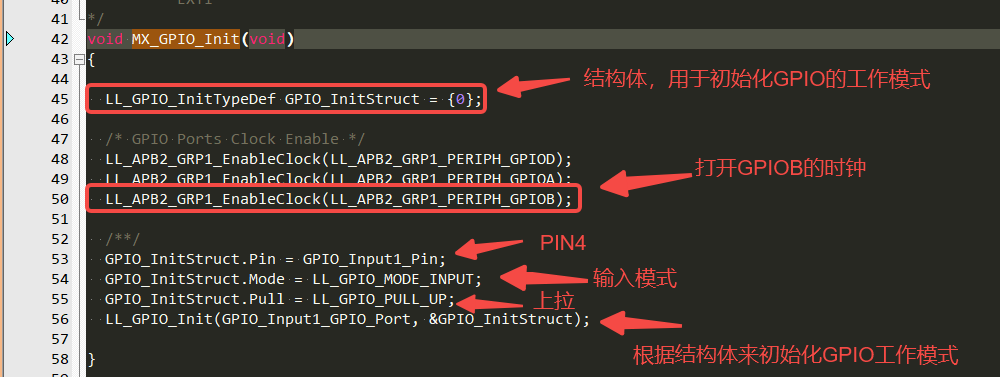 40 EXTI
41 */
42 void MX_GPIO_Init(void)
43 {
44 结构体，用于初始化GPIO的工作模式
45 LL_GPIO_InitTypeDef GPIO_InitStruct = {0};
46
47 /* GPIO Ports Clock Enable */
48 LL_APB2_GRP1_EnableClock(LL_APB2_GRP1_PERIPH_GPIOD);
打开GPIOB的时钟
49 LL_APB2_GRP1_EnableClock(LL_APB2_GRP1_PERIPH_GPIOA);
50 LL_APB2_GRP1_EnableClock(LL_APB2_GRP1_PERIPH_GPIOB);
51
52 /**/
PIN4
53 GPIO_InitStruct.Pin = GPIO_Input1_Pin;
54 GPIO_InitStruct.Mode = LL_GPIO_MODE_INPUT;
输入模式
55 GPIO_InitStruct.Pull = LL_GPIO_PULL_UP;
上拉
56 LL_GPIO_Init(GPIO_Input1_GPIO_Port, &GPIO_InitStruct);
57
根据结构体来初始化GPIO工作模式
58 }